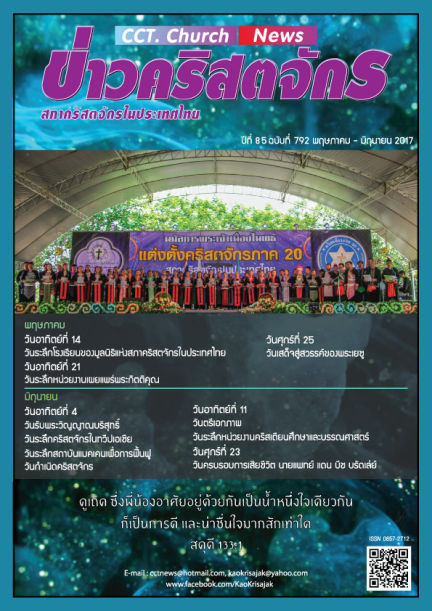 CCT. Church News
ข่าวคริสตจักร
สภาคริสตจักรในประเทศไทย
ปีที่ 85 ฉบับที่ 792 พฤษภาคม - มิถุนายน 2017
แต่งตั้งคริสตจักรภาค 20
สภาคริสตจักรในประเทศไทย
พฤษภาคม
วันอาทิตย์ที่ 14
วันระลึกโรงเรียนของมูลนิธิแห่งสภาคริสตจักรในประเทศไทย
วันอาทิตย์ที่ 21
วันระลึกหน่วยงานเผยแพร่พระกิตติคุณ
วันศุกร์ที่ 25
วันเสด็จสู่สวรรค์ของพระเยซู
มิถุนายน
วันอาทิตย์ที่ 4
วันรับพระวิญญาณบริสุทธิ์
วันระลึกคริสตจักรในทวีปเอเชีย
วันระลึกสถาบันแมคเคนเพื่อการฟื้นฟู
วันกำเนิดคริสตจักร
วันอาทิตย์ที่ 11
วันตรีเอกภาพ
วันระลึกหน่วยงานคริสเตียนศึกษาและบรรณศาสตร์
วันศุกร์ที่ 23
วันครบรอบการเสียชีวิต นายแพทย์ แดน บีช บรัดเล่ย์
ดูเถิด ซึ่งพี่น้องอาศัยอยู่ด้วยกันเป็นน้ำหนึ่งใจเดียวกัน
ก็เป็นการดี และน่าชื่นใจมากสักเท่าใด
สดุดี 133:1
ISSN 0857-2712
E-mail : cctnews@hotmail.com, kaokrisajak@yahoo.com
www.facebook.com/KaoKrisajak